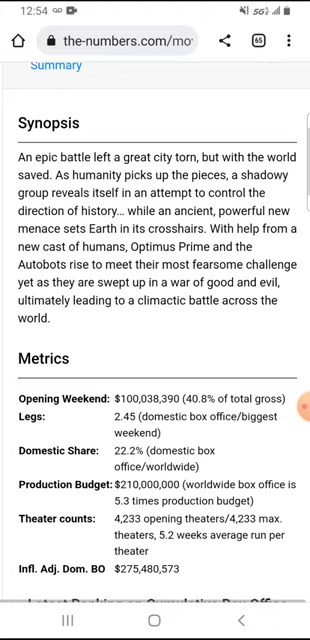 12:54
5G
the-numbers.com/mo
65
Summary
Synopsis
An epic battle left a great city torn, but with the world
saved. As humanity picks up the pieces, a shadowy
group reveals itself in an attempt to control the
direction of history… while an ancient, powerful new
menace sets Earth in its crosshairs. With help from a
new cast of humans, Optimus Prime and the
Autobots rise to meet their most fearsome challenge
yet as they are swept up in a war of good and evil,
ultimately leading to a climactic battle across the
world.
Metrics
Opening Weekend: $100,038,390 (40.8% of total gross)
Legs: 2.45 (domestic box office/biggest
weekend)
Domestic Share: 22.2% (domestic box
office/worldwide)
Production Budget: $210,000,000 (worldwide box office is
5.3 times production budget)
Theater counts: 4,233 opening theaters/4,233 max.
theaters, 5.2 weeks average run per
theater
Infl. Adj. Dom. BO $275,480,573
Latest Ranking on Cumulative Box Office